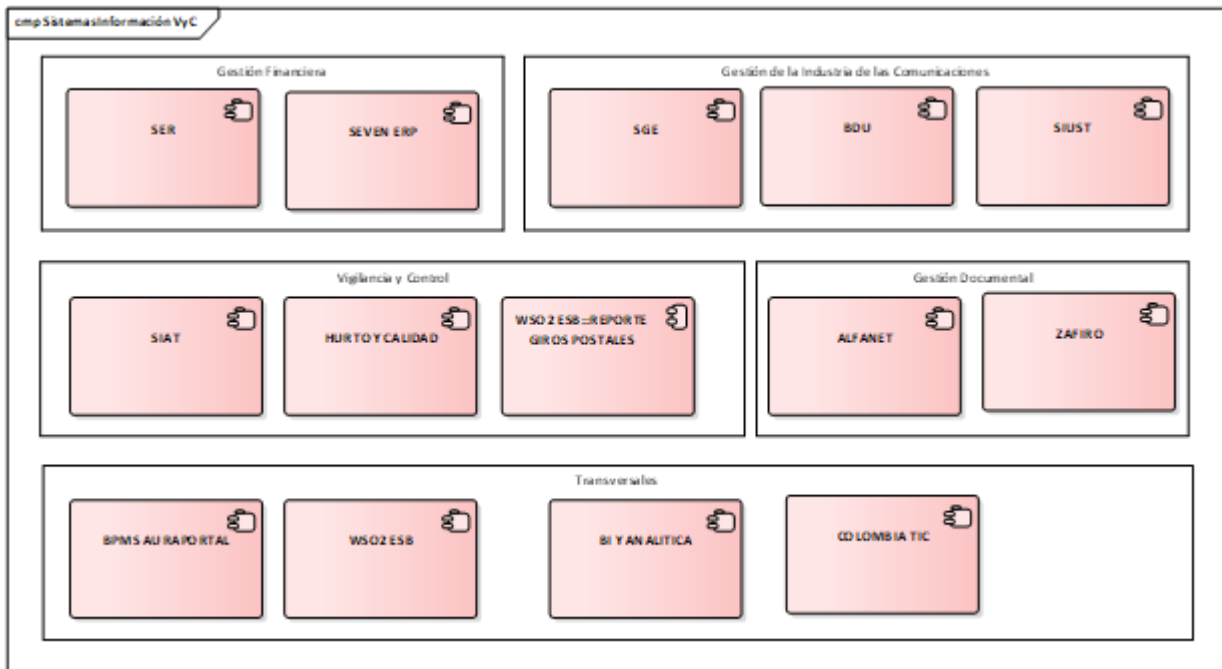 cmp SistemasInformación VyC
Gestión Financiera
SER
SEVEN ERP
Gestión de la Industria de las Comunicaciones
SGE
BDU
SIUST
Vigilancia y Control
SIAT
HURTO Y CALIDAD
WSO2 ESB::REPORTE
GIROS POSTALES
Gestión Documental
ALFANET
ZAFIRO
Transversales
BPMS AURAPORTAL
WSO2 ESB
BI Y ANALITICA
COLOMBIA TIC